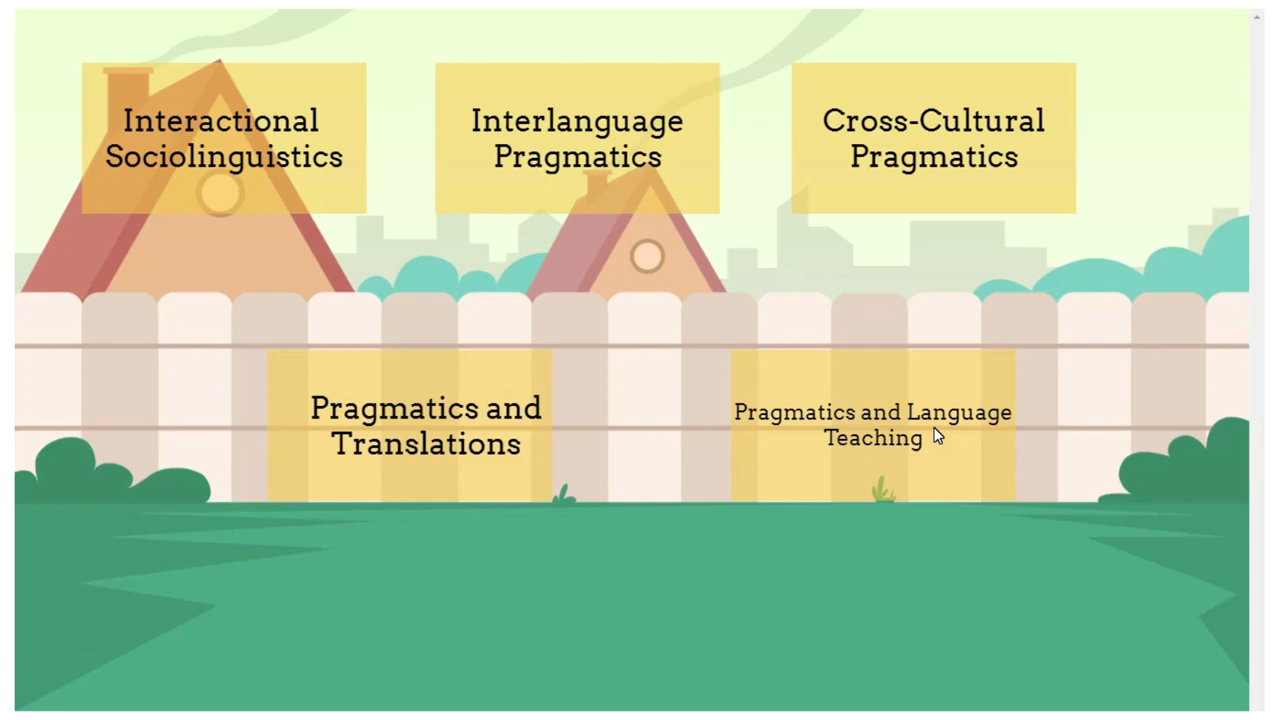 Interactional
Sociolinguistics
Interlanguage
Pragmatics
Cross-Cultural
Pragmatics
Pragmatics and
Translations
Pragmatics and Language
Teaching